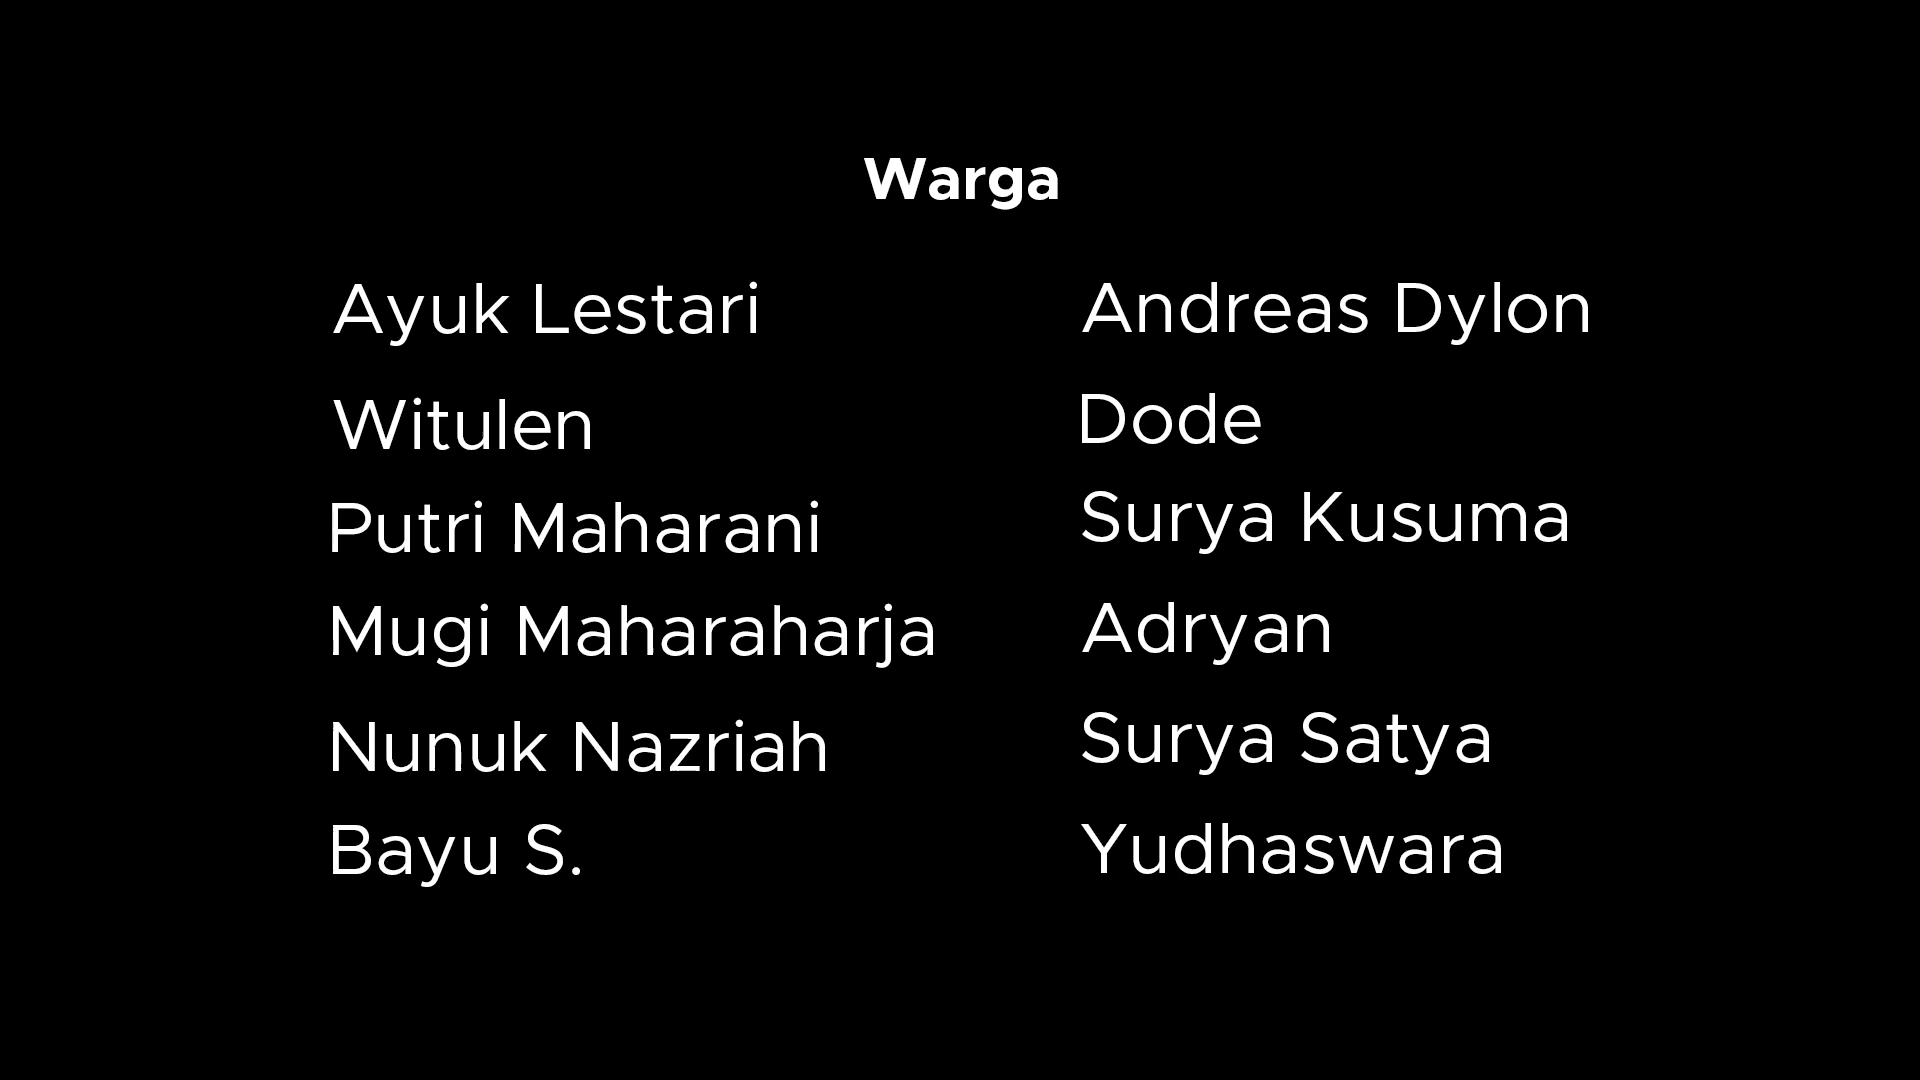 Warga
Ayuk Lestari
Witulen
Putri Maharani
Mugi Maharaharja
Nunuk Nazriah
Bayu S.
Andreas Dylon
Dode
Surya Kusuma
Adryan
Surya Satya
Yudhaswara